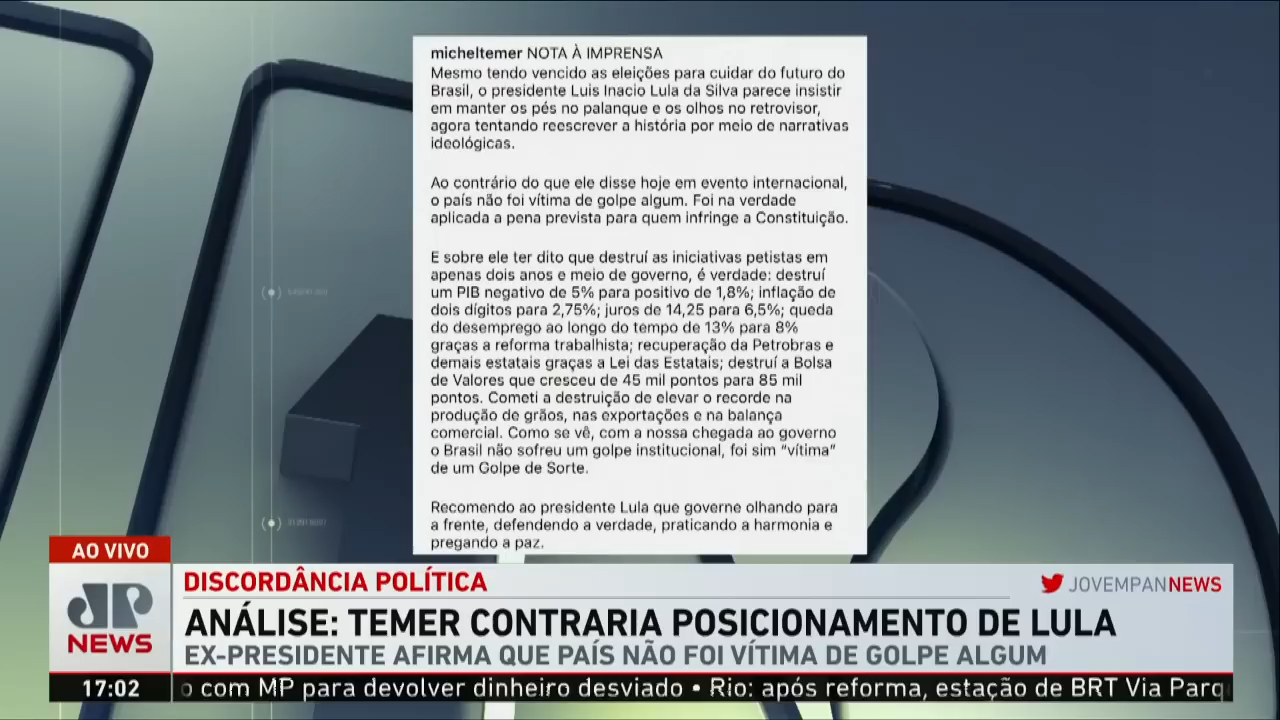 micheltemer NOTA À IMPRENSA
Mesmo tendo vencido as eleições para cuidar do futuro do
Brasil, o presidente Luis Inacio Lula da Silva parece insistir
em manter os pés no palanque e os olhos no retrovisor,
agora tentando reescrever a história por meio de narrativas
ideológicas.
Ao contrário do que ele disse hoje em evento internacional,
o país não foi vítima de golpe algum. Foi na verdade
aplicada a pena prevista para quem infringe a Constituição.
E sobre ele ter dito que destruí as iniciativas petistas em
apenas dois anos e meio de governo, é verdade: destruí
um PIB negativo de 5% para positivo de 1,8%; inflação de
dois dígitos para 2,75%; juros de 14,25 para 6,5%; queda
do desemprego ao longo do tempo de 13% para 8%
graças a reforma trabalhista; recuperação da Petrobras e
demais estatais graças a Lei das Estatais; destruí a Bolsa
de Valores que cresceu de 45 mil pontos para 85 mil
pontos. Cometi a destruição de elevar o recorde na
produção de grãos, nas exportações e na balança
comercial. Como se vê, com a nossa chegada ao governo
o Brasil não sofreu um golpe institucional, foi sim “vítima”
de um Golpe de Sorte.
Recomendo ao presidente Lula que governe olhando para
a frente, defendendo a verdade, praticando a harmonia e
pregando a paz.
AO VIVO
JP
NEWS
DISCORDÂNCIA POLÍTICA
JOVEMPANNEWS
ANÁLISE: TEMER CONTRARIA POSICIONAMENTO DE LULA
EX-PRESIDENTE AFIRMA QUE PAÍS NÃO FOI VÍTIMA DE GOLPE ALGUM
17:02
o com MP para devolver dinheiro desviado • Rio: após reforma, estação de BRT Via Parq